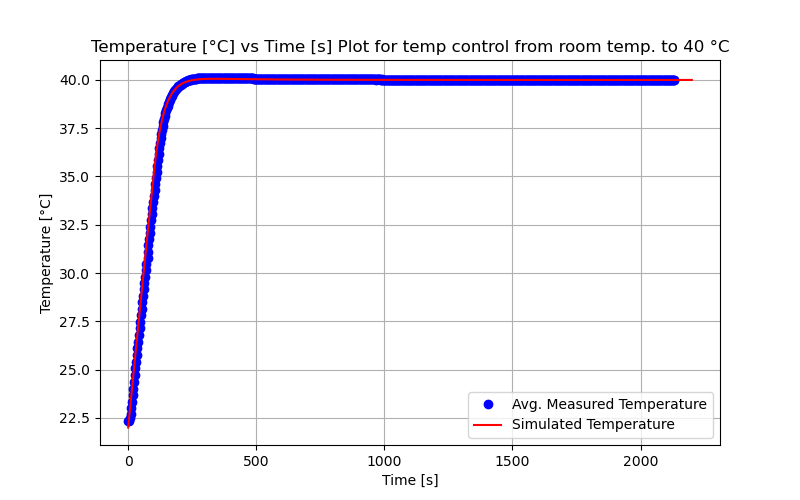 Temperature [°C] vs Time [s] Plot for temp control from room temp. to 40 °C
40.0
37.5
35.0
32.5
30.0
27.5
25.0
22.5
Temperature [°C]
Avg. Measured Temperature
Simulated Temperature
0 500 1000 1500 2000
Time [s]